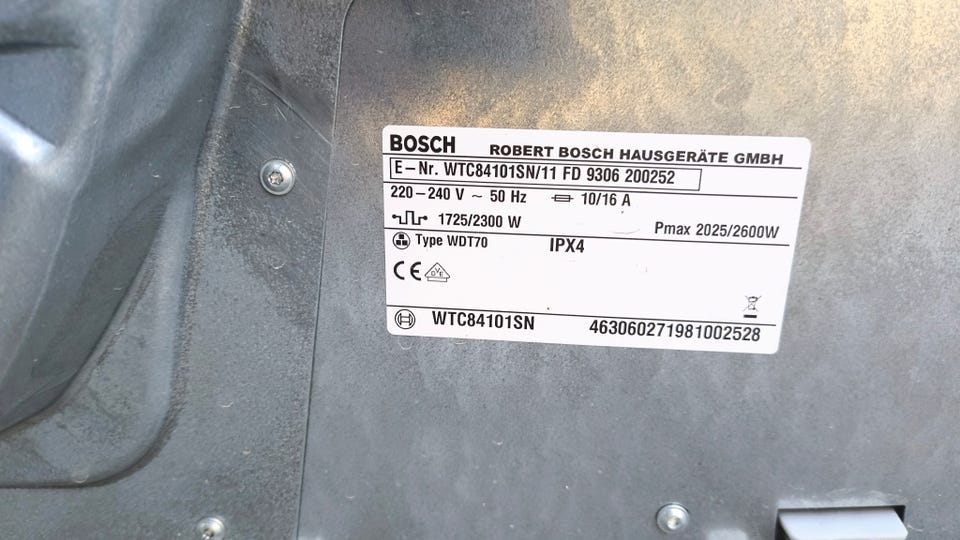 BOSCH ROBERT BOSCH HAUSGERÄTE GMBH
E-Nr. WTC84101SN/11 FD 9306 200252
220-240 V ~ 50 Hz 10/16 A
1725/2300 W Pmax 2025/2600W
Type WDT70 IPX4
CE VDE
WTC84101SN 463060271981002528